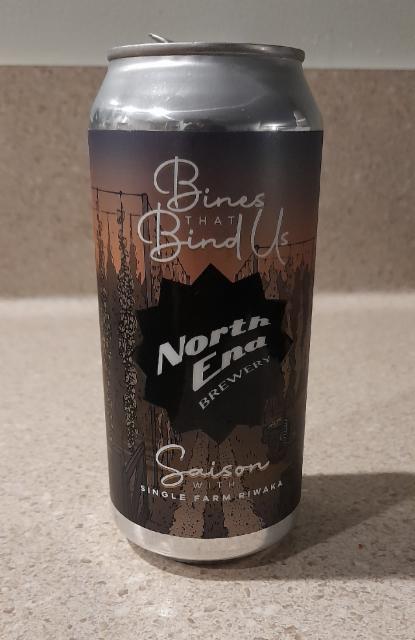 Bines
THAT
Bind Us
North
End
BREWERY
Saison
WITH
SINGLE FARM RIWAKA